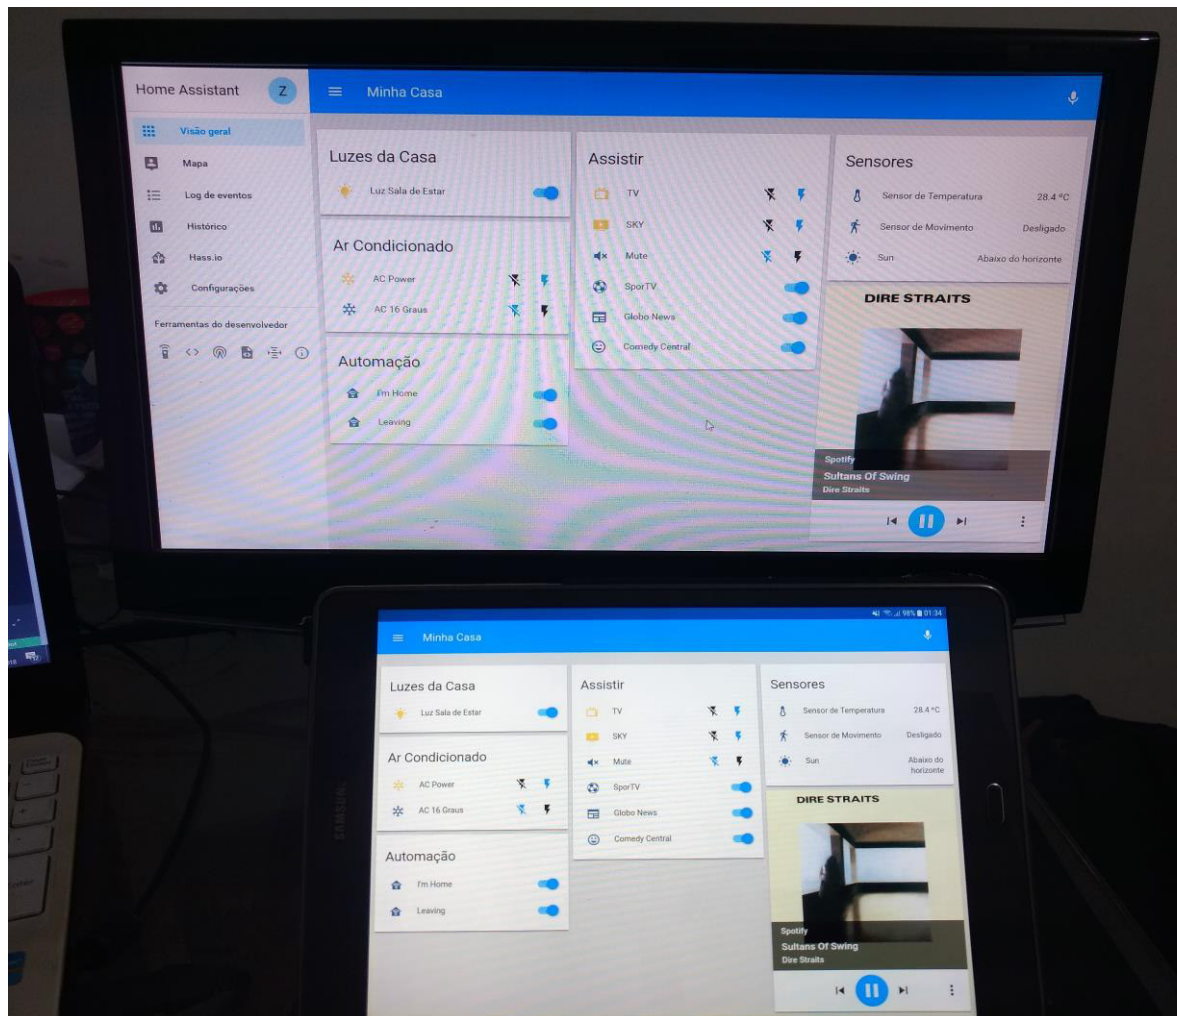 Home Assistant
Z
Minha Casa
Visão geral
Mapa
Log de eventos
Histórico
Hass.io
Configurações
Ferramentas do desenvolvedor
Luzes da Casa
Luz Sala de Estar
Ar Condicionado
AC Power
AC 16 Graus
Automação
I'm Home
Leaving
Assistir
TV
SKY
Mute
SporTV
Globo News
Comedy Central
Sensores
Sensor de Temperatura 28.4 ºC
Sensor de Movimento Desligado
Sun Abaixo do horizonte
DIRE STRAITS
Spotify
Sultans Of Swing
Dire Straits
98% 01:34
Minha Casa
Luzes da Casa
Luz Sala de Estar
Ar Condicionado
AC Power
AC 16 Graus
Automação
I'm Home
Leaving
Assistir
TV
SKY
Mute
SporTV
Globo News
Comedy Central
Sensores
Sensor de Temperatura 28.4 ºC
Sensor de Movimento Desligado
Sun Abaixo do
horizonte
DIRE STRAITS
Spotify
Sultans Of Swing
Dire Straits
SAMSUNG